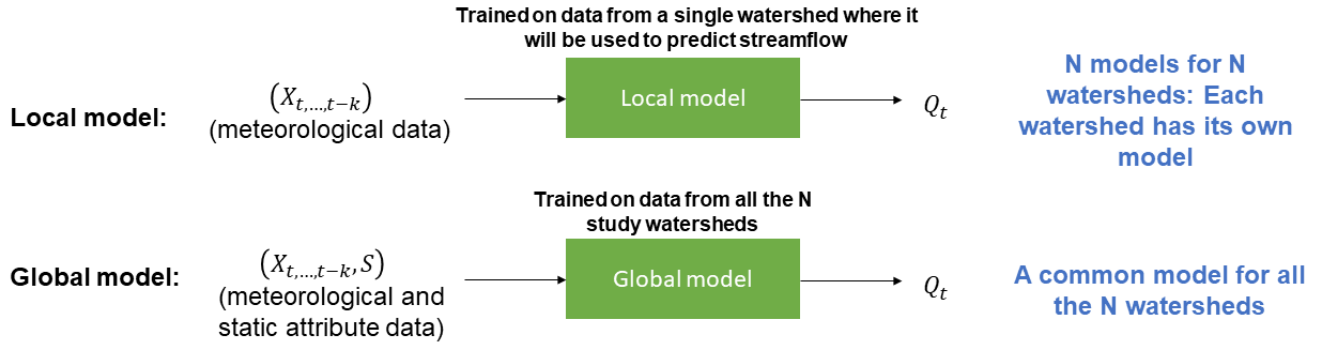 Trained on data from a single watershed where it
will be used to predict streamflow
Local model:
(X_{t,…,t−k})
(meteorological data)
Local model
Q_t
N models for N
watersheds: Each
watershed has its own
model
Trained on data from all the N
study watersheds
Global model:
(X_{t,…,t−k}, S)
(meteorological and
static attribute data)
Global model
Q_t
A common model for all
the N watersheds